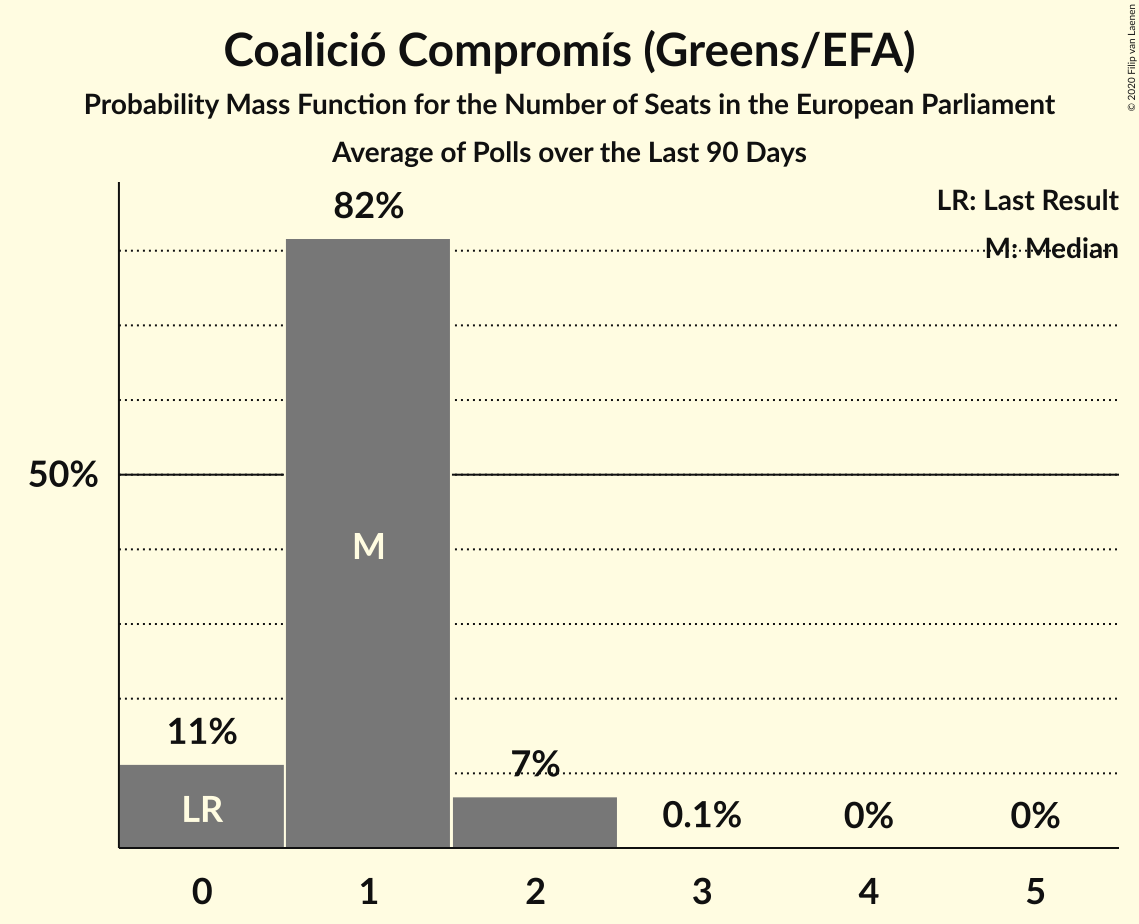 Coalició Compromís (Greens/EFA)
Probability Mass Function for the Number of Seats in the European Parliament
Average of Polls over the Last 90 Days
© 2020 Filip van Laenen
LR: Last Result
M: Median
82%
50%
M
11%
LR
7%
0.1%
0%
0%
0
1
2
3
4
5